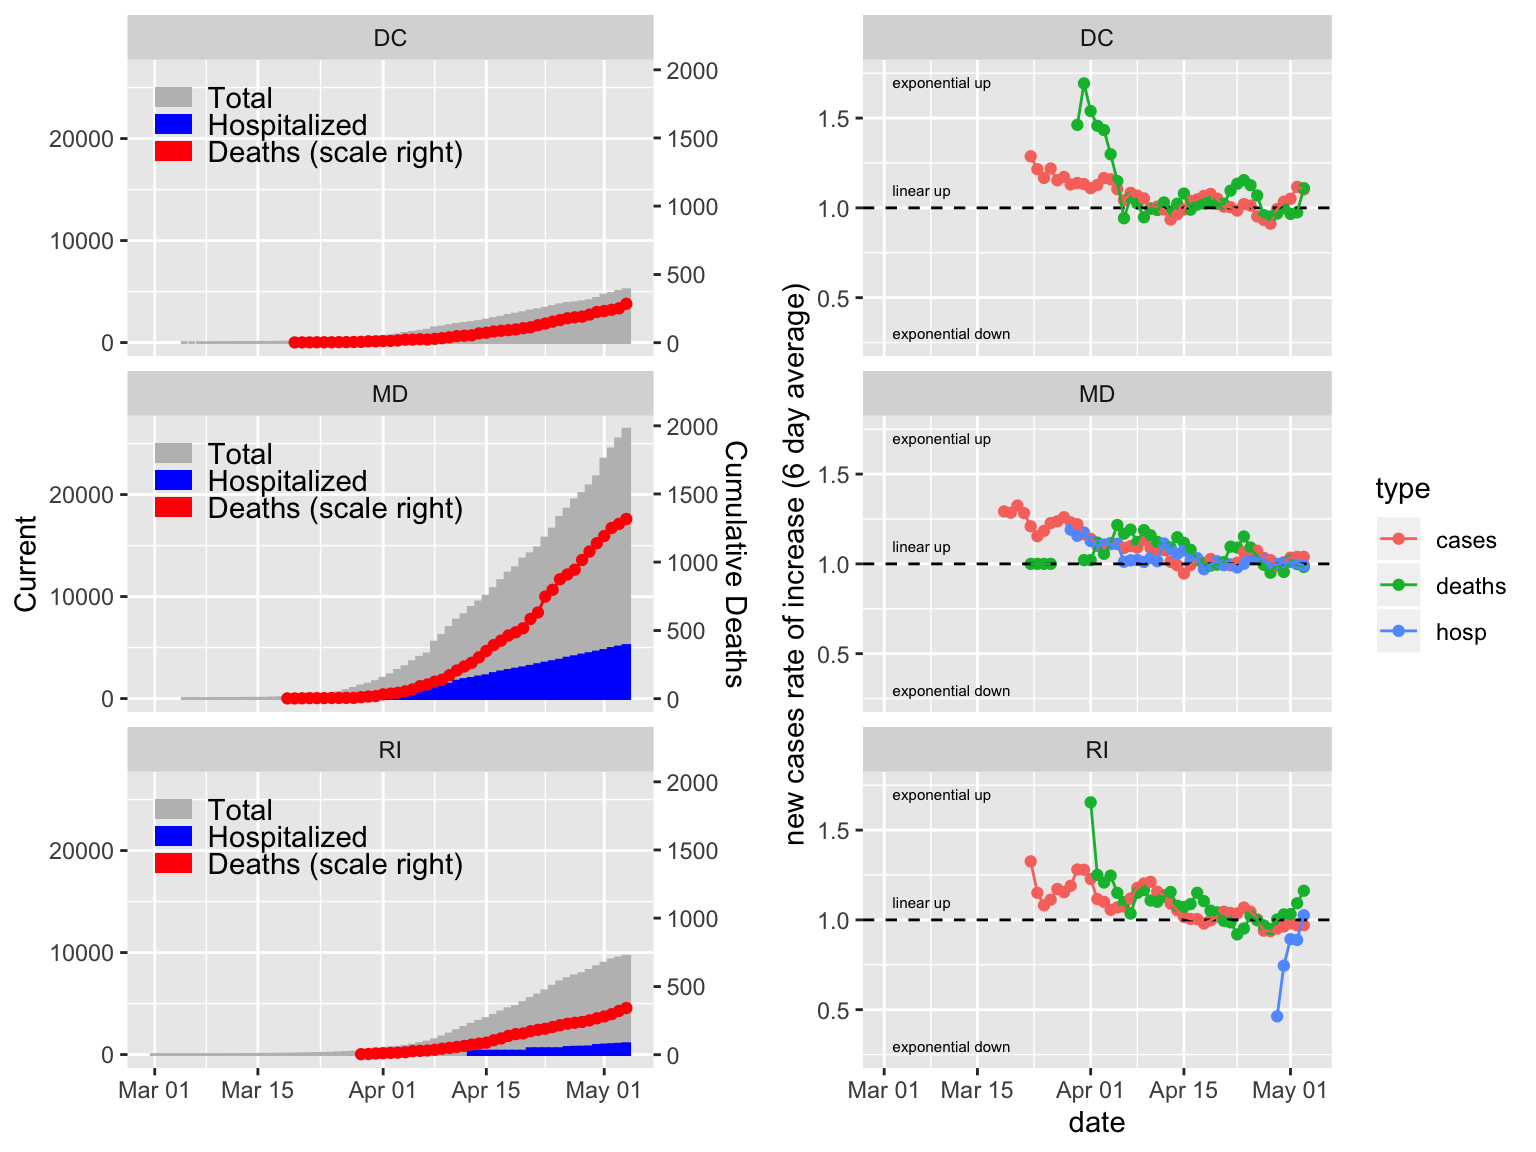 DC
Total
Hospitalized
Deaths (scale right)
20000
10000
0
2000
1500
1000
500
0
MD
Total
Hospitalized
Deaths (scale right)
20000
10000
0
2000
1500
1000
500
0
RI
Total
Hospitalized
Deaths (scale right)
20000
10000
0
2000
1500
1000
500
0
Mar 01
Mar 15
Apr 01
Apr 15
May 01
Current
Cumulative Deaths
new cases rate of increase (6 day average)
DC
exponential up
linear up
exponential down
1.5
1.0
0.5
MD
exponential up
linear up
exponential down
1.5
1.0
0.5
RI
exponential up
linear up
exponential down
1.5
1.0
0.5
Mar 01
Mar 15
Apr 01
Apr 15
May 01
date
type
cases
deaths
hosp